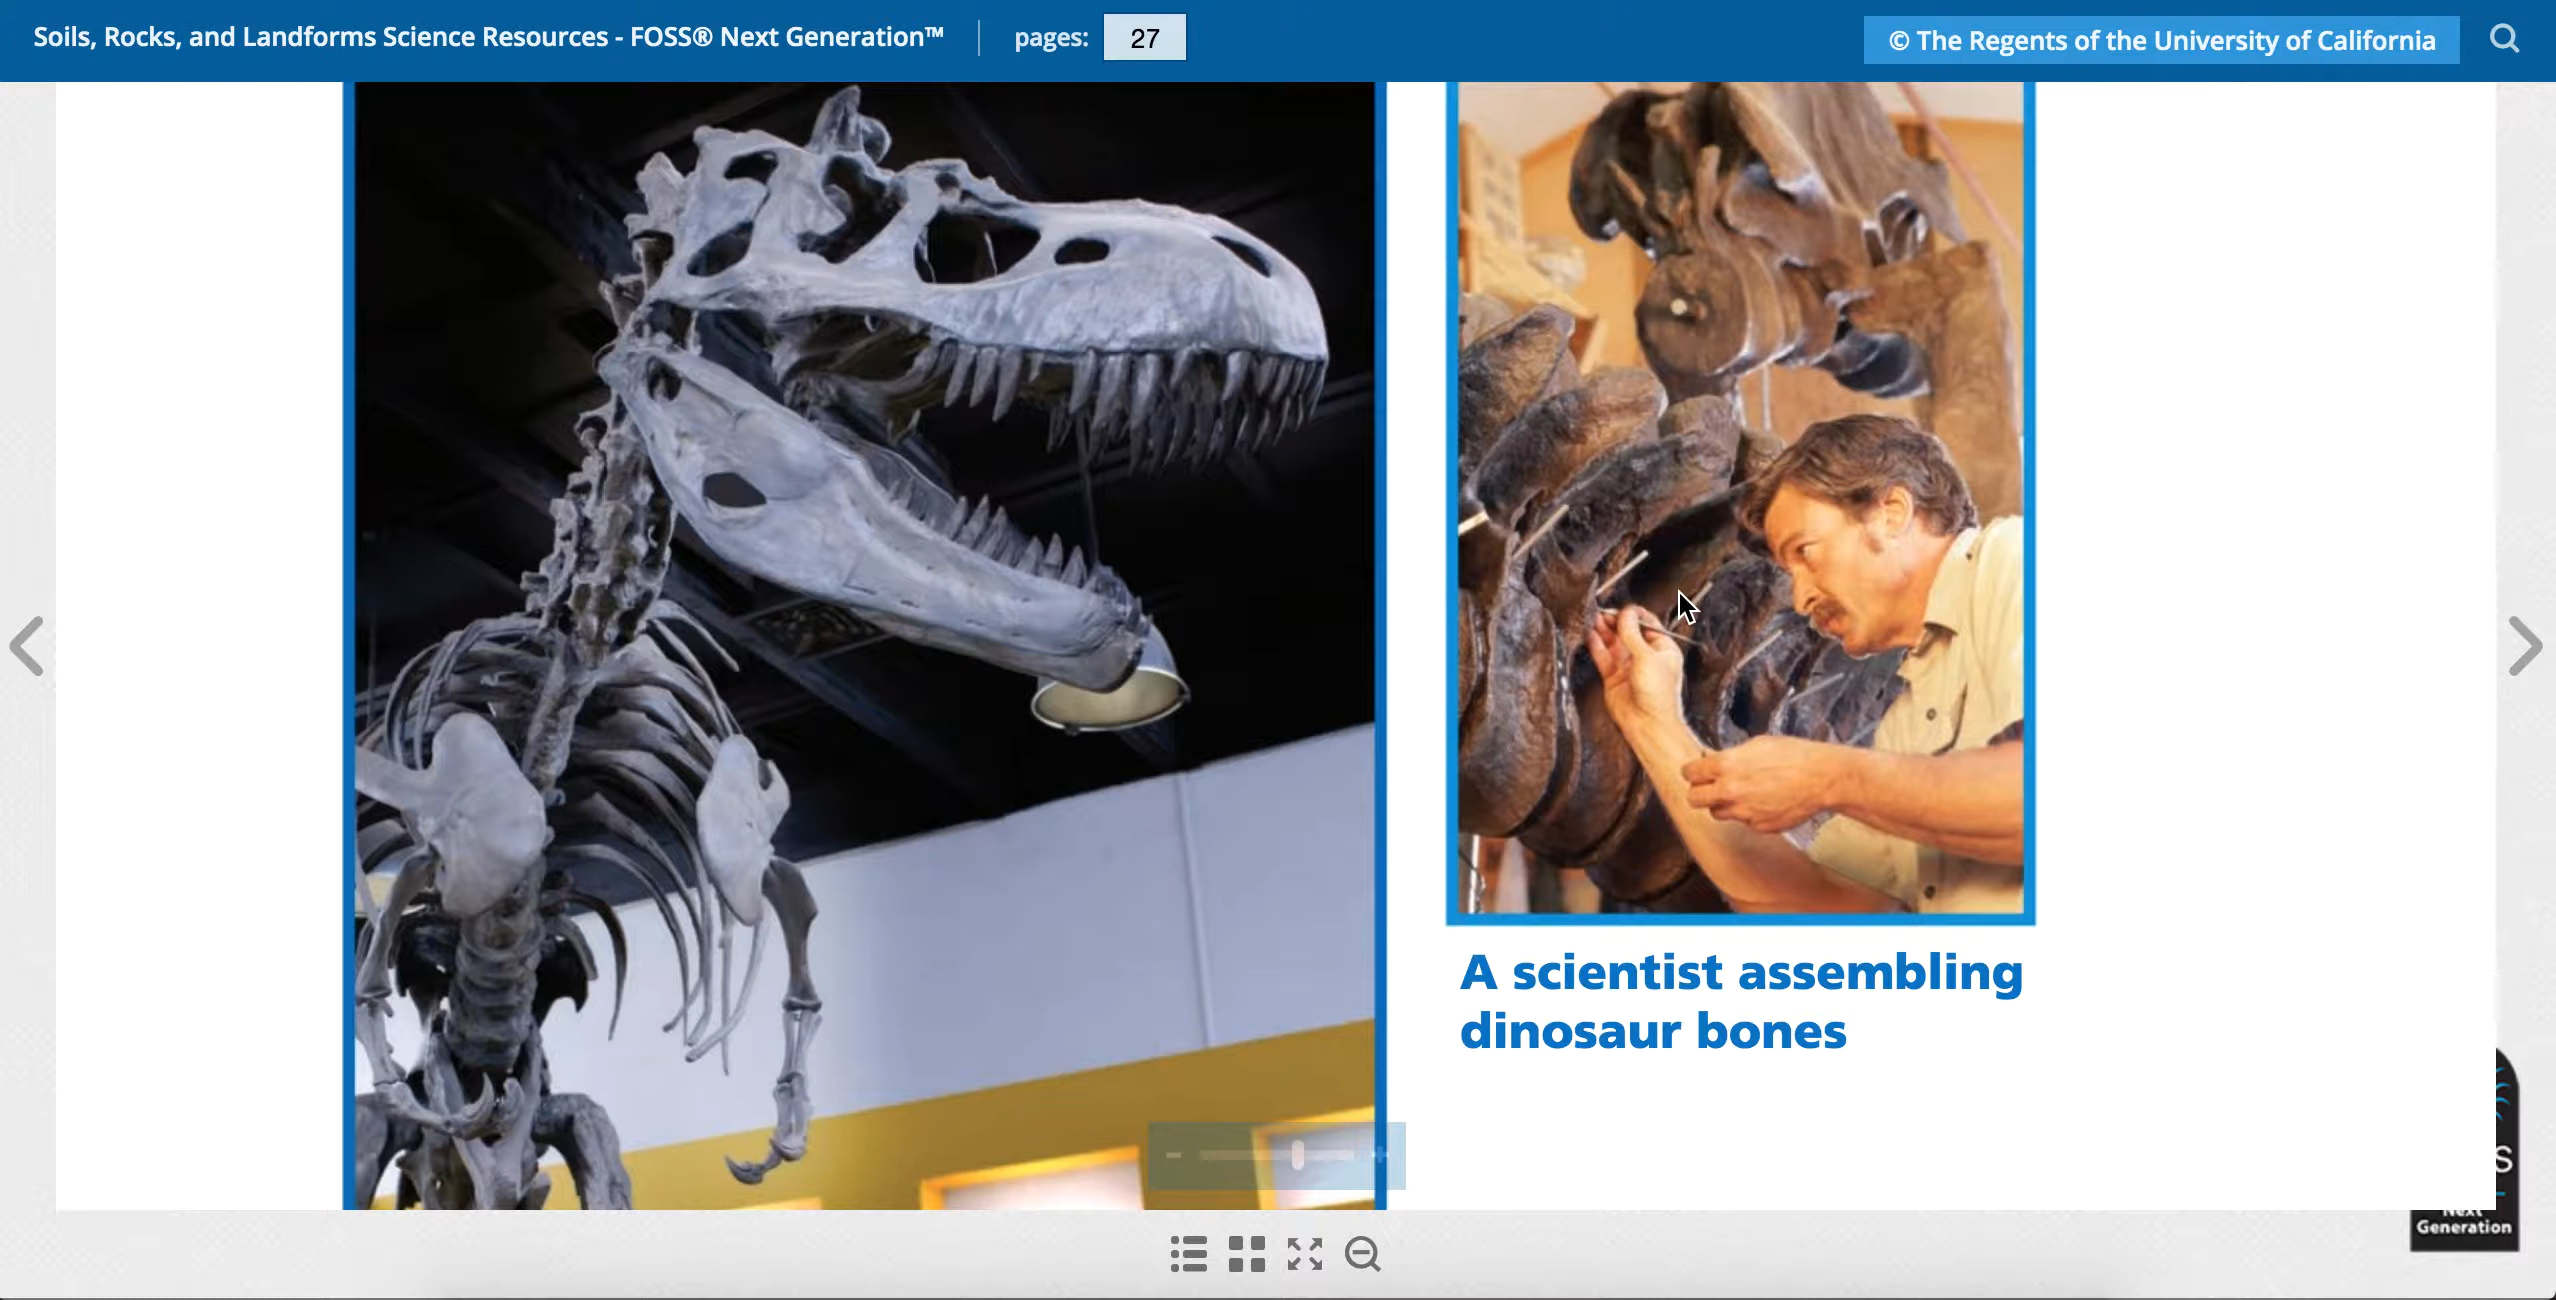 Soils, Rocks, and Landforms Science Resources - FOSS® Next Generation™
pages: 27
© The Regents of the University of California
A scientist assembling
dinosaur bones
S
Next
Generation